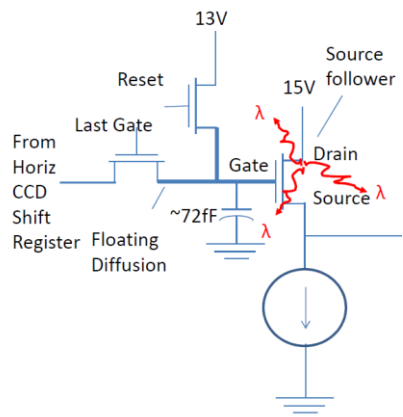 13V
Source
follower
Reset
15V
λ
Last Gate
From
Horiz
CCD
Shift
Register
Gate
Drain
Source
λ
~72fF
Floating
Diffusion
λ